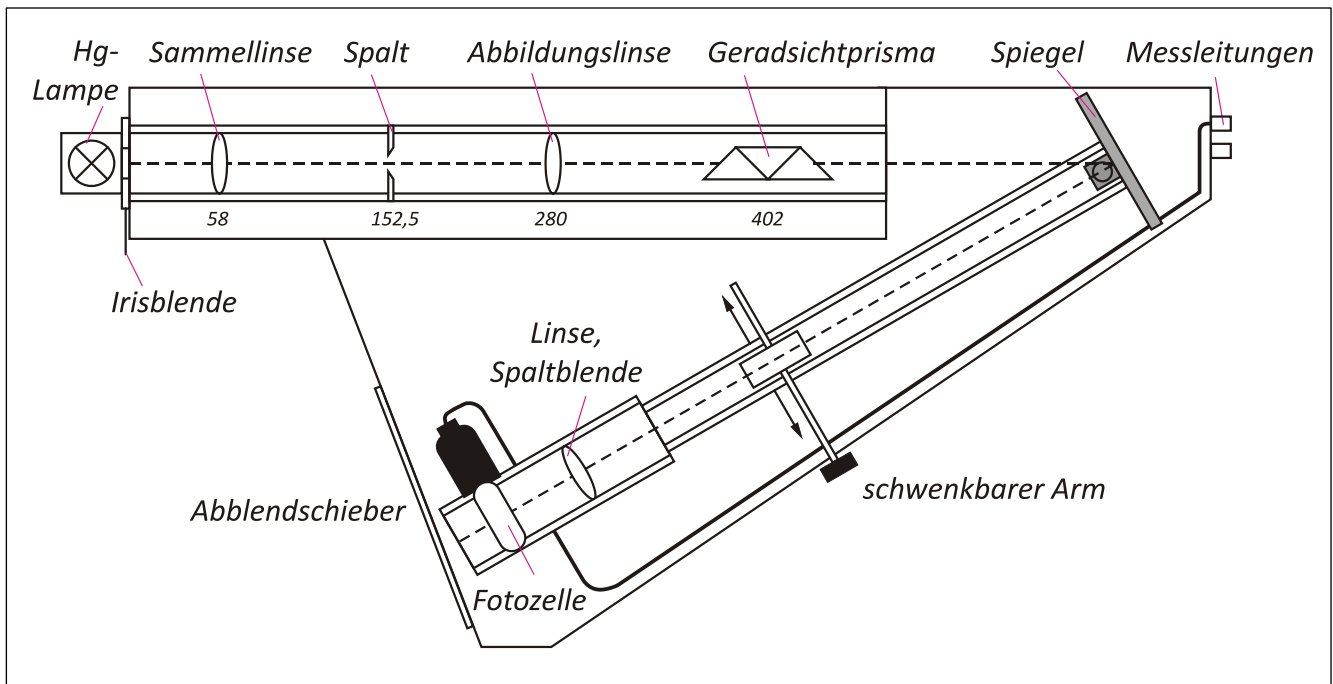 Hg-
Lampe
Sammellinse
Spalt
Abbildungslinse
Geradsichtprisma
Spiegel
Messleitungen
58
152,5
280
402
Irisblende
Linse,
Spaltblende
Abblendschieber
schwenkbarer Arm
Fotozelle